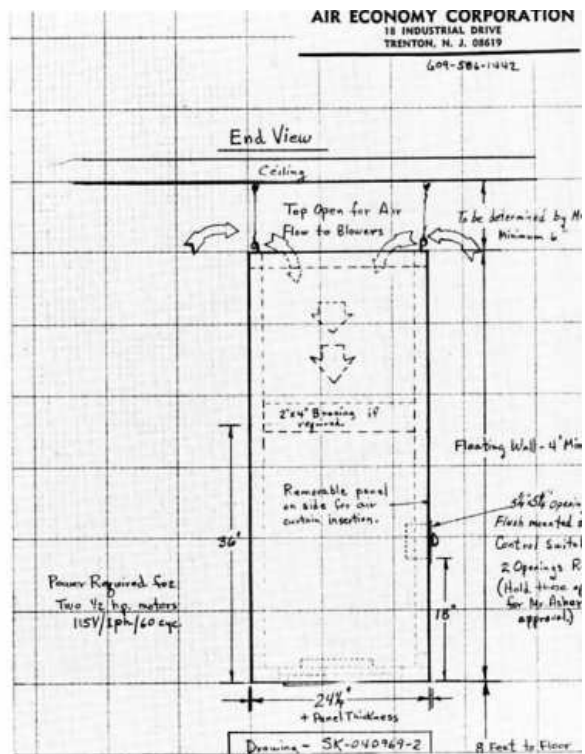 AIR ECONOMY CORPORATION
18 INDUSTRIAL DRIVE
TRENTON, N. J. 08619
609-586-1442
End View
Ceiling
Top Open for Air
Flow to Blowers
To be determined by
Minimum 6"
2"x4" Bracing if
required
Floating Wall - 4"
Removable panel
on side for air
curtain insertion.
Flush mounted
Control
2 Openings
(Hold these
for Mr. Asher
approval)
36"
18"
Power Required for
Two 1/2 hp. motors
115V/1ph/60 cyc.
24 1/4"
+ Panel Thickness
Drawing - SK-040969-2
8 Feet to Floor